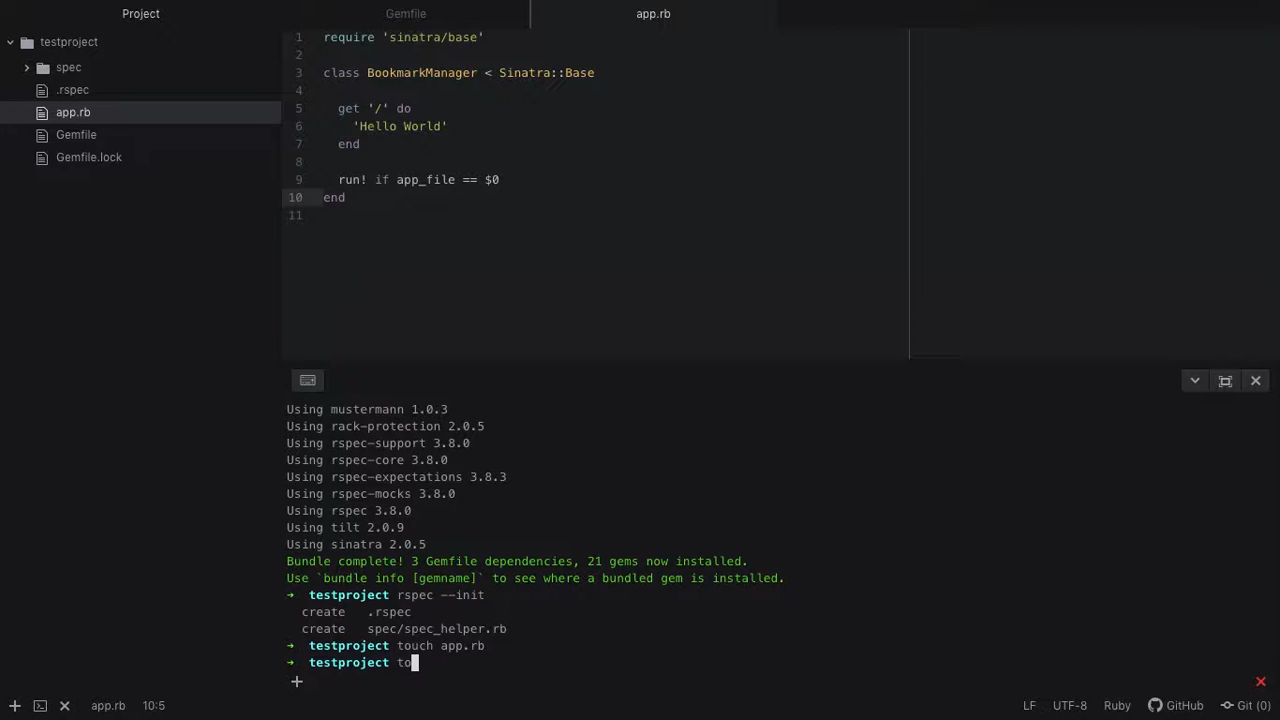 Project
Gemfile
app.rb
testproject
spec
.rspec
app.rb
Gemfile
Gemfile.lock
1 require 'sinatra/base'
2
3 class BookmarkManager < Sinatra::Base
4
5 get '/' do
6 'Hello World'
7 end
8
9 run! if app_file == $0
10 end
11
Using mustermann 1.0.3
Using rack-protection 2.0.5
Using rspec-support 3.8.0
Using rspec-core 3.8.0
Using rspec-expectations 3.8.3
Using rspec-mocks 3.8.0
Using rspec 3.8.0
Using tilt 2.0.9
Using sinatra 2.0.5
Bundle complete! 3 Gemfile dependencies, 21 gems now installed.
Use `bundle info [gemname]` to see where a bundled gem is installed.
➜ testproject rspec --init
create .rspec
create spec/spec_helper.rb
➜ testproject touch app.rb
➜ testproject to
app.rb 10:5 LF UTF-8 Ruby GitHub Git (0)